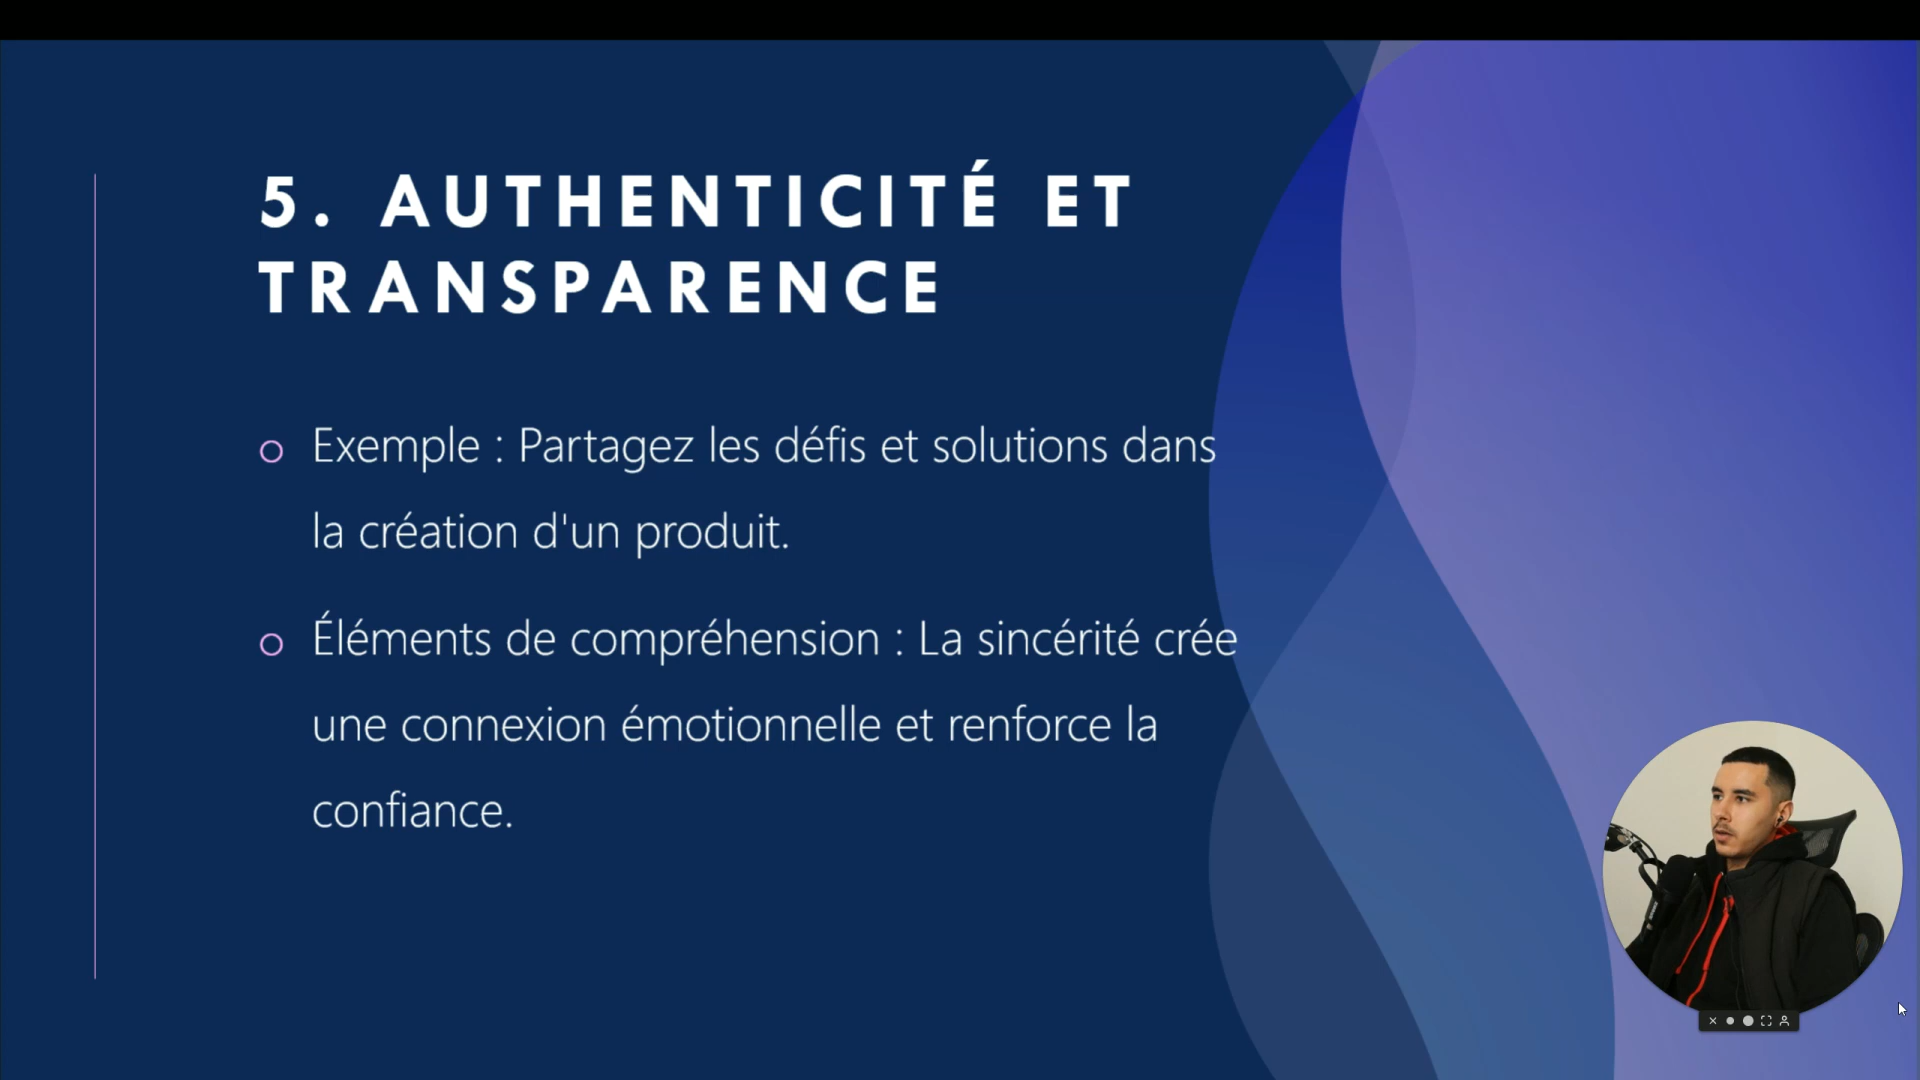 5. AUTHENTICITÉ ET
TRANSPARENCE
Exemple : Partagez les défis et solutions dans
la création d'un produit.
Éléments de compréhension : La sincérité crée
une connexion émotionnelle et renforce la
confiance.